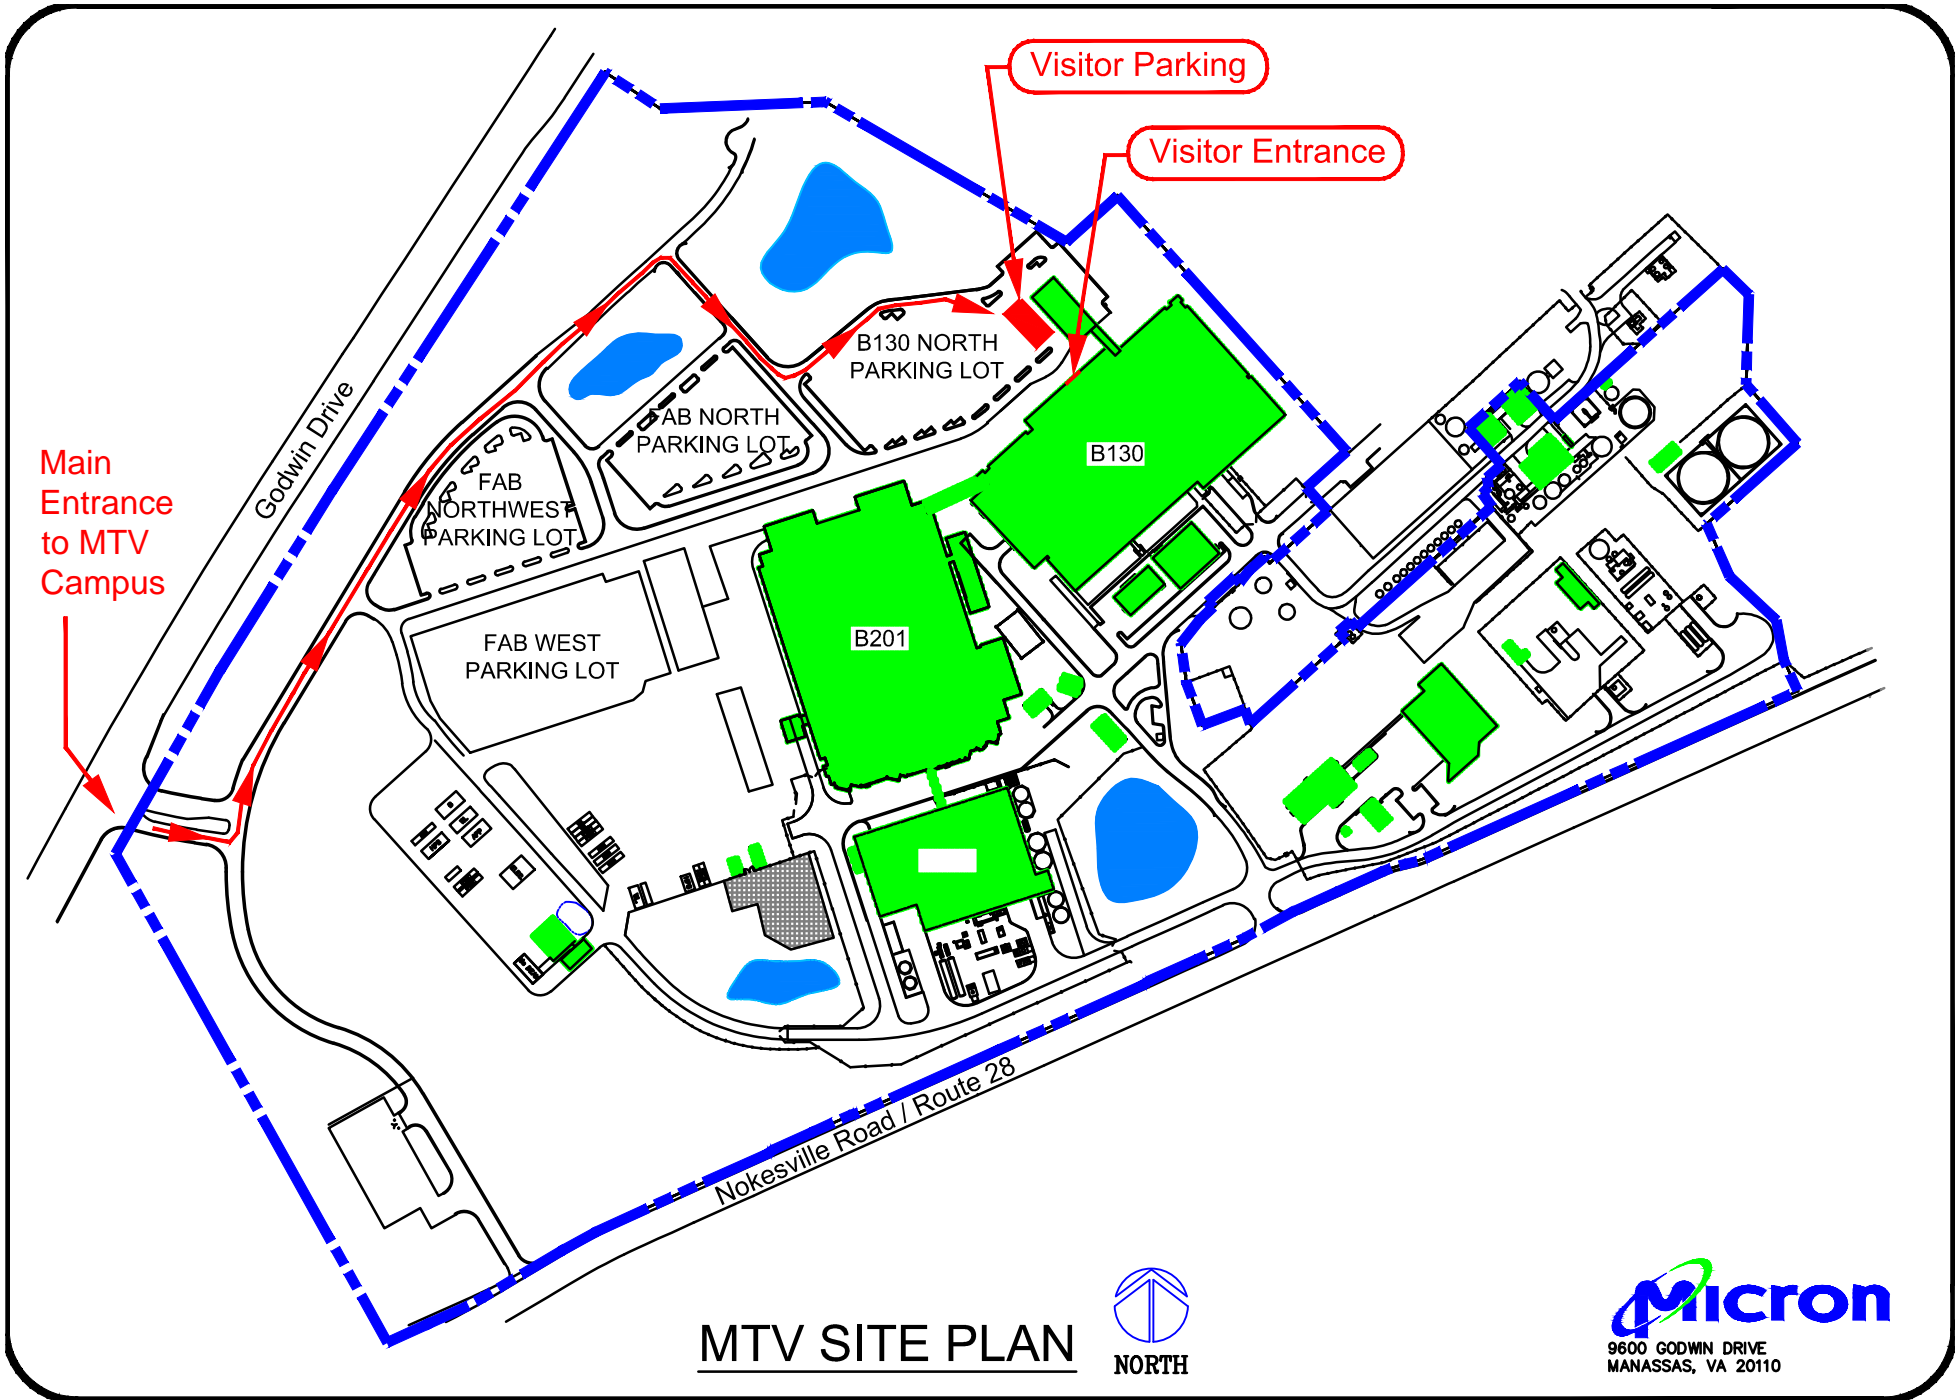 Visitor Parking
Visitor Entrance
Godwin Drive
Main
Entrance
to MTV
Campus
B130 NORTH
PARKING LOT
FAB NORTH
PARKING LOT
FAB
NORTHWEST
PARKING LOT
B130
FAB WEST
PARKING LOT
B201
Nokesville Road / Route 28
MTV SITE PLAN
NORTH
Micron
9600 GODWIN DRIVE
MANASSAS, VA 20110